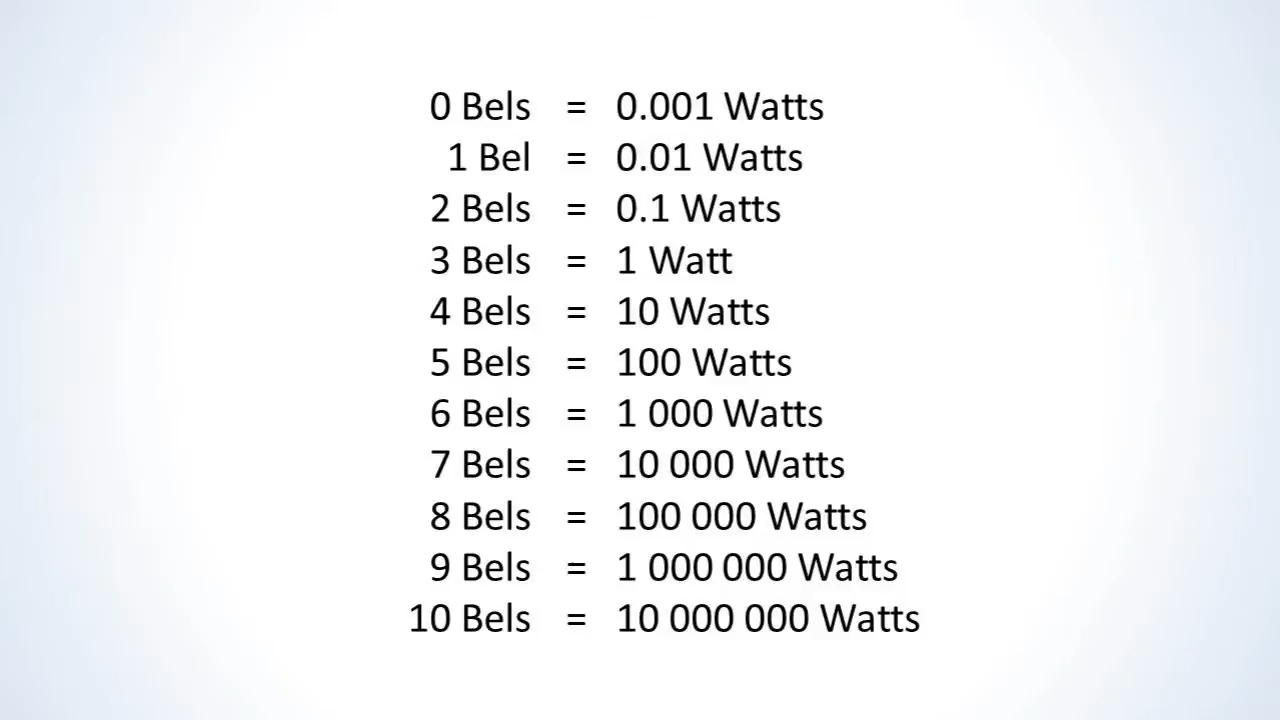 0 Bels = 0.001 Watts
1 Bel = 0.01 Watts
2 Bels = 0.1 Watts
3 Bels = 1 Watt
4 Bels = 10 Watts
5 Bels = 100 Watts
6 Bels = 1 000 Watts
7 Bels = 10 000 Watts
8 Bels = 100 000 Watts
9 Bels = 1 000 000 Watts
10 Bels = 10 000 000 Watts